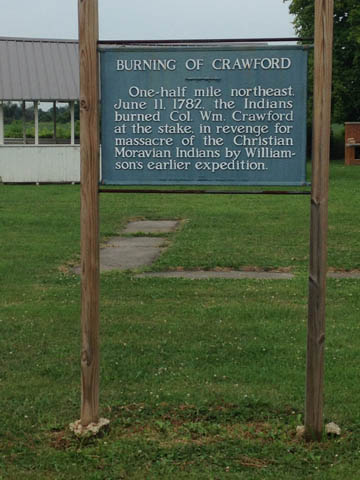 BURNING OF CRAWFORD
One-half mile northeast,
June 11, 1782, the Indians
burned Col. Wm. Crawford
at the stake, in revenge for
massacre of the Christian
Moravian Indians by William-
son's earlier expedition.